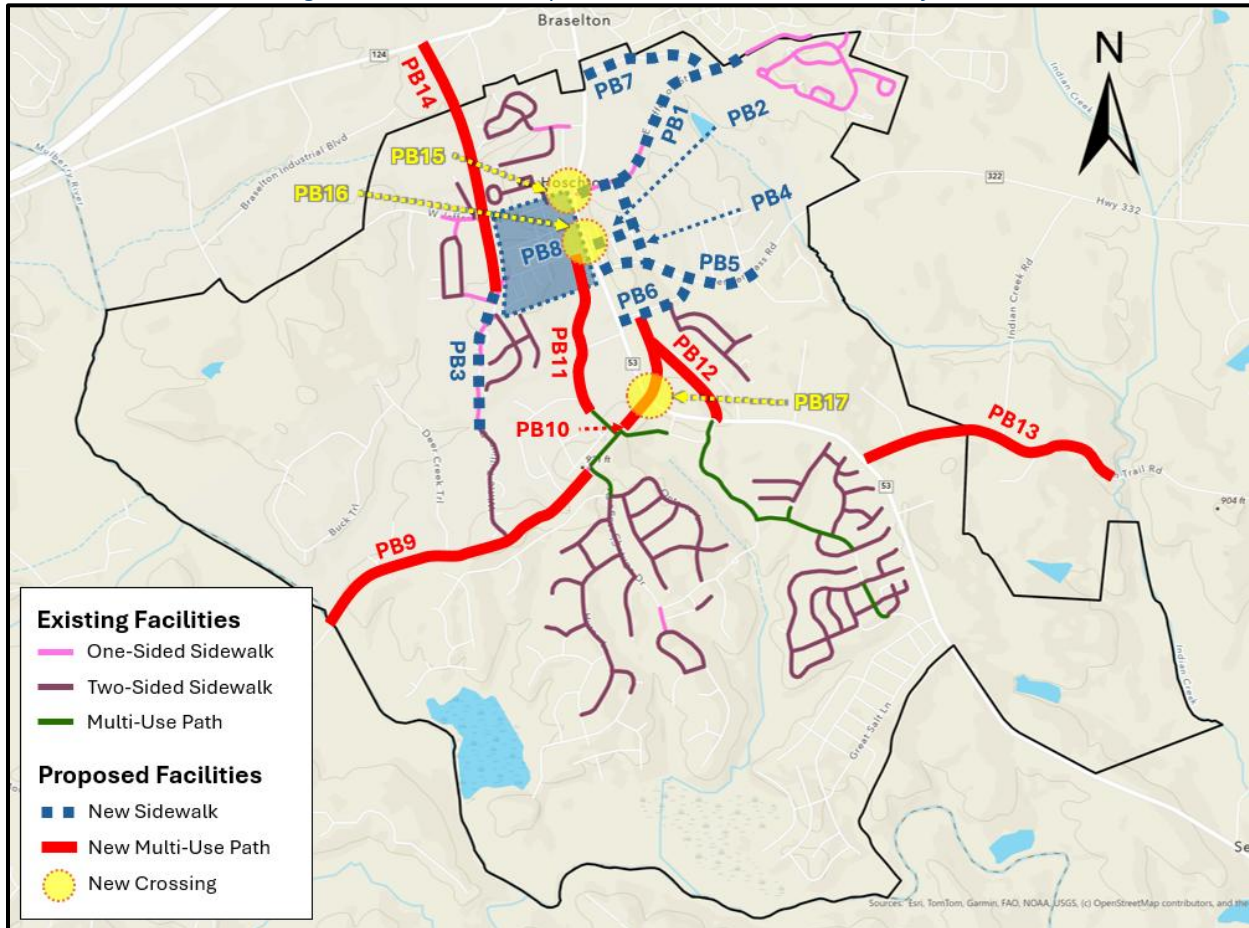 Braselton
N
124
PB14
PB7
PB1
PB2
PB15
Hoschton
PB16
Braselton Industrial Blvd
Mulberry River
Indian Creek
322
Hwy 332
PB4
PB8
PB5
PB6
PB3
PB11
53
PB12
PB17
Indian Creek Rd
PB10
PB13
Trail Rd
904 ft
53
Deer Creek Trl
Buck Trl
PB9
Great Salt Ln
Indian Creek
Existing Facilities
One-Sided Sidewalk
Two-Sided Sidewalk
Multi-Use Path
Proposed Facilities
New Sidewalk
New Multi-Use Path
New Crossing
Sources: Esri, TomTom, Garmin, FAO, NOAA, USGS, (c) OpenStreetMap contributors, and the